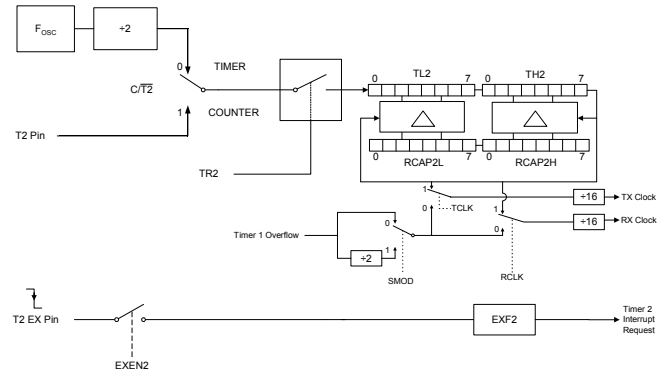 FOSC
÷2
0
TIMER
C/T2
1
COUNTER
T2 Pin
TR2
0
TL2
7
0
TH2
7
0
RCAP2L
7
0
RCAP2H
7
1
TCLK
0
÷16
TX Clock
1
0
÷16
RX Clock
RCLK
Timer 1 Overflow
0
1
÷2
SMOD
T2 EX Pin
EXEN2
EXF2
Timer 2
Interrupt
Request